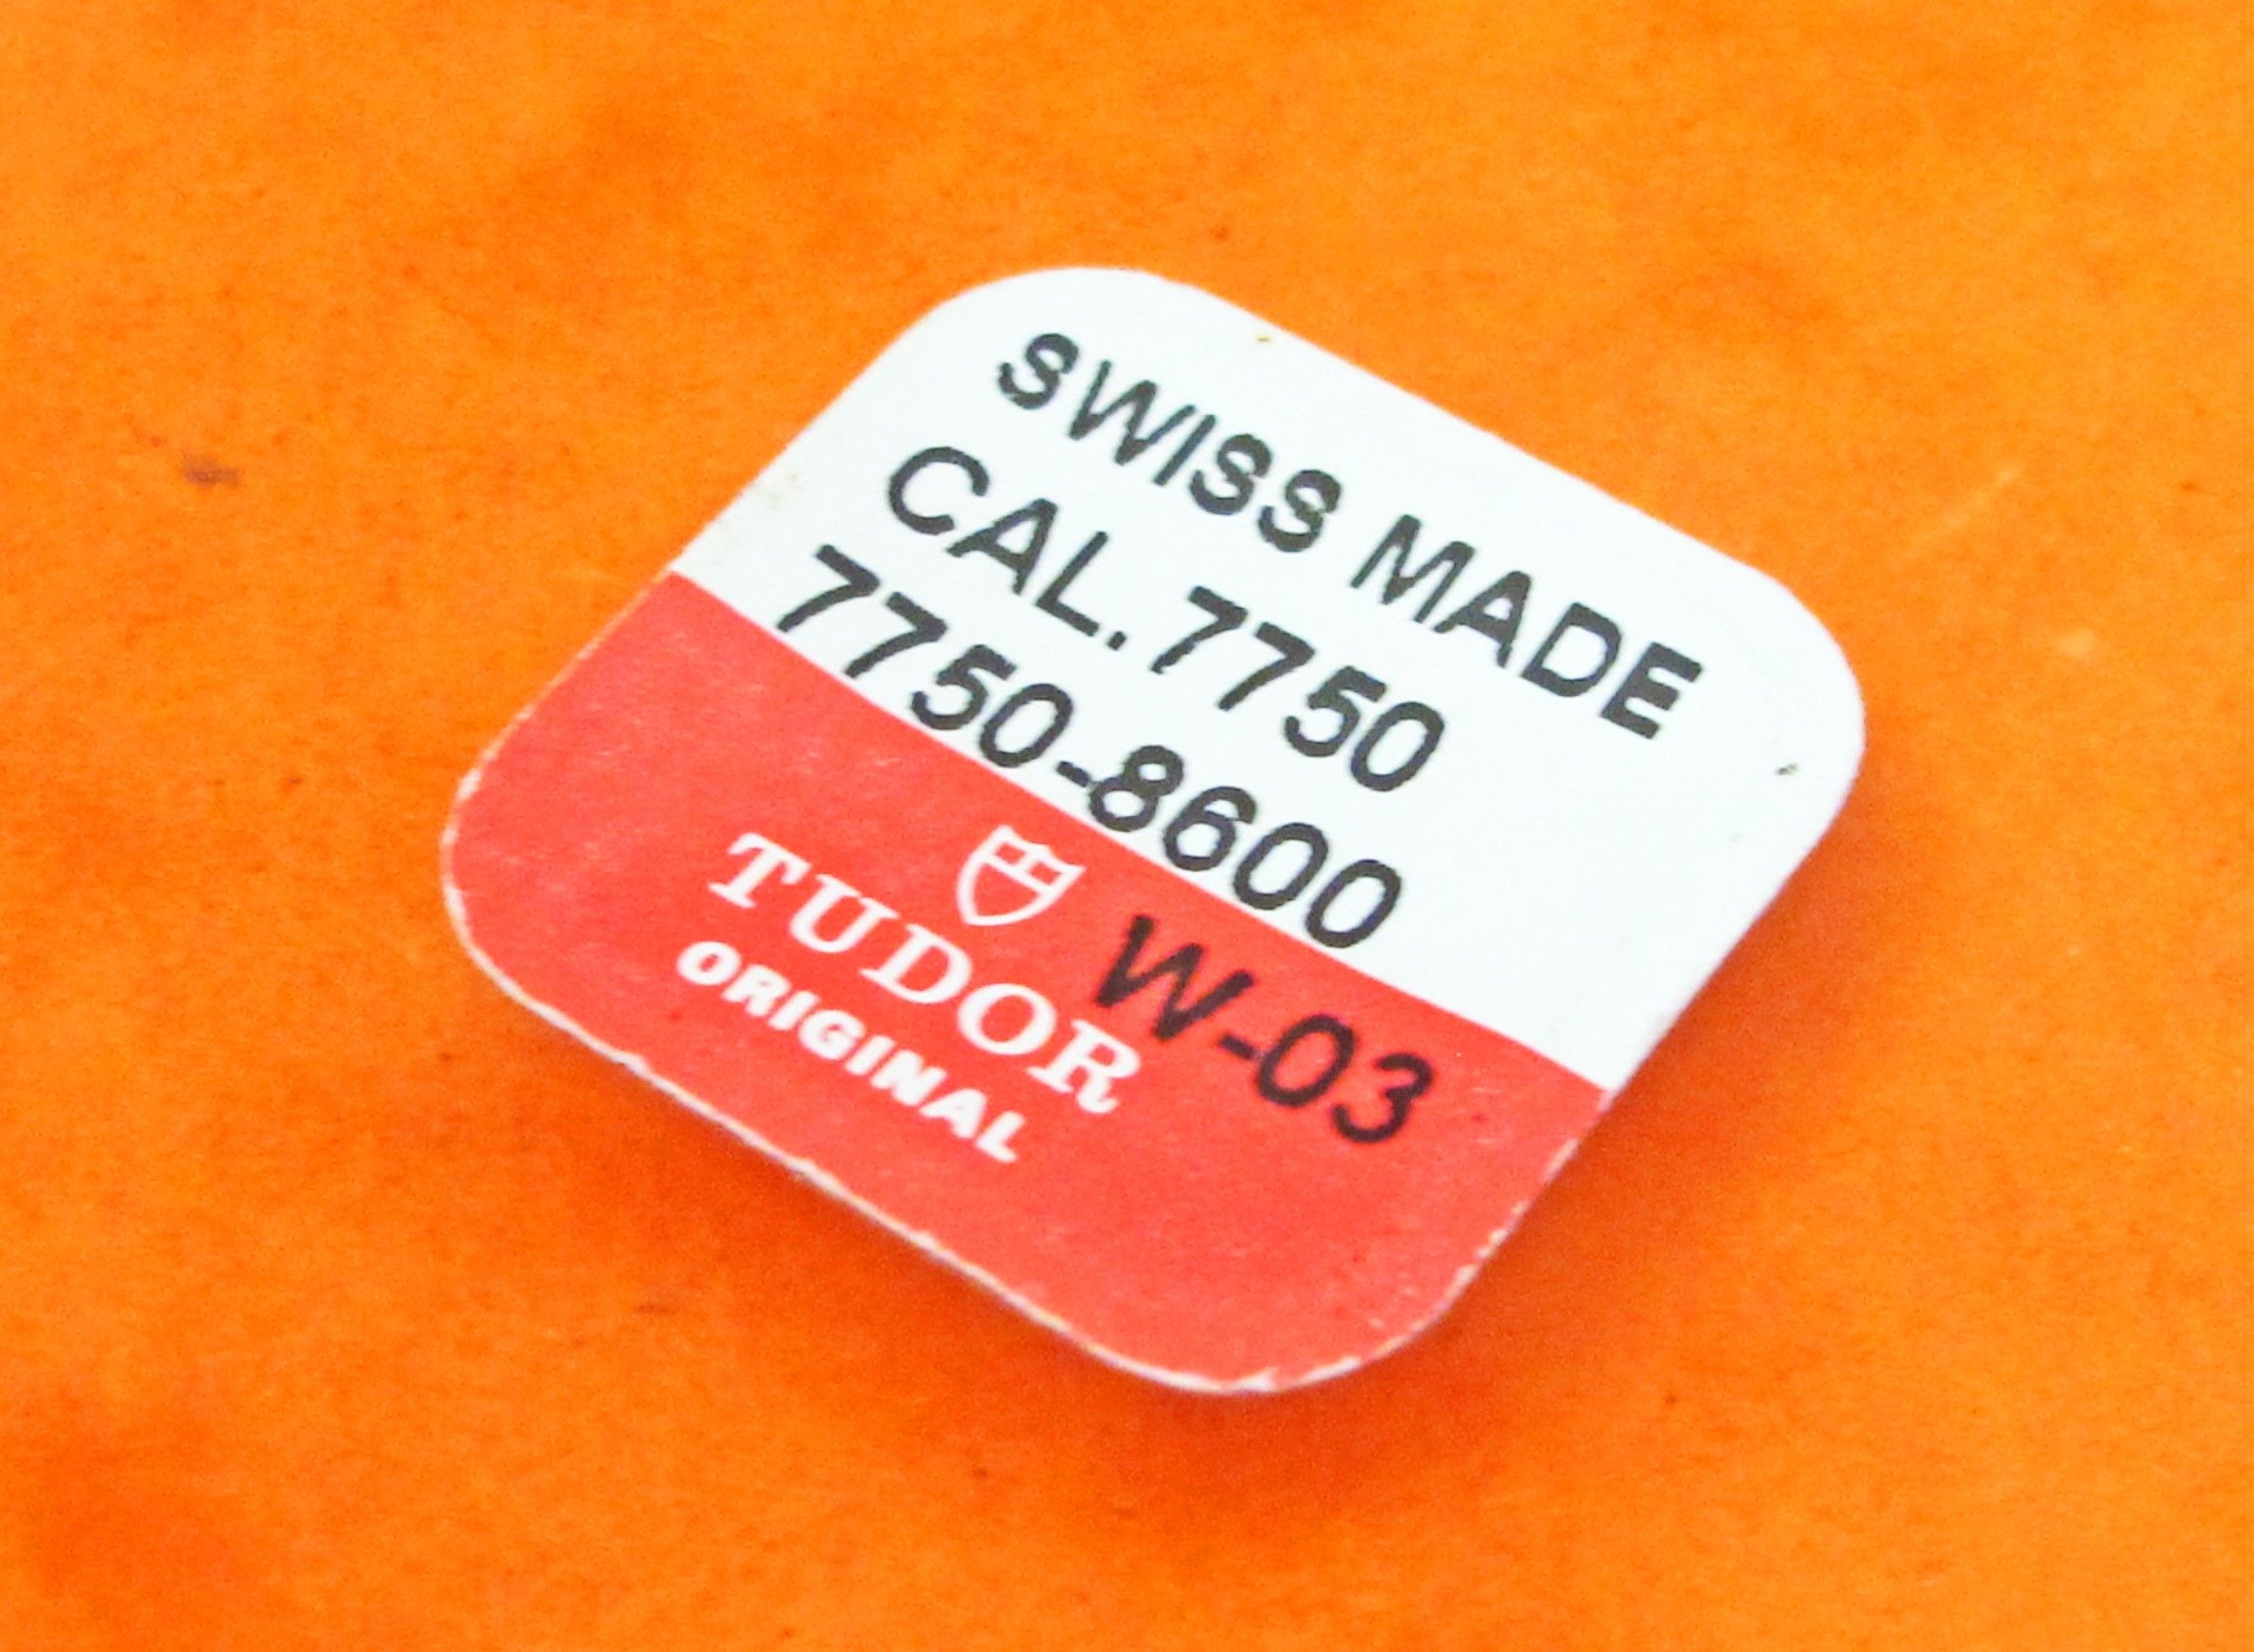 SWISS MADE
CAL. 7750
7750-8600
W-03
TUDOR
ORIGINAL